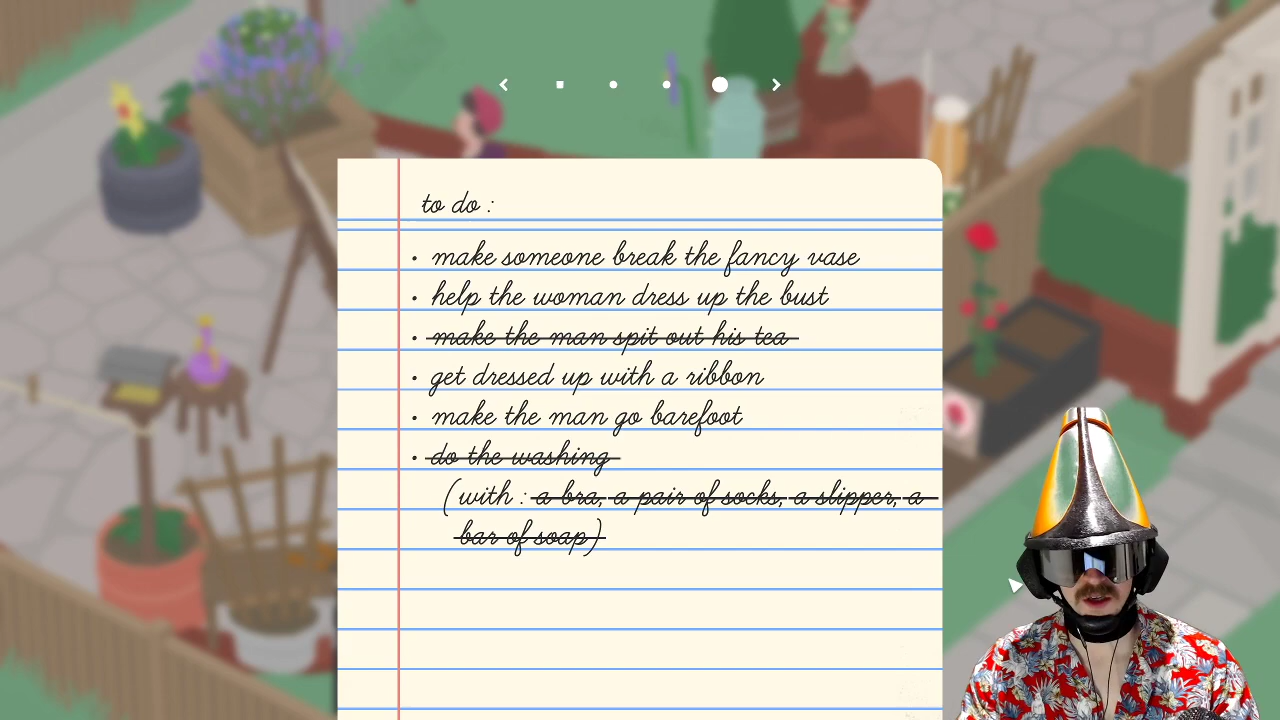 to do :
• make someone break the fancy vase
• help the woman dress up the bust
• make the man spit out his tea
• get dressed up with a ribbon
• make the man go barefoot
• do the washing
(with : a bra, a pair of socks, a slipper, a
bar of soap)